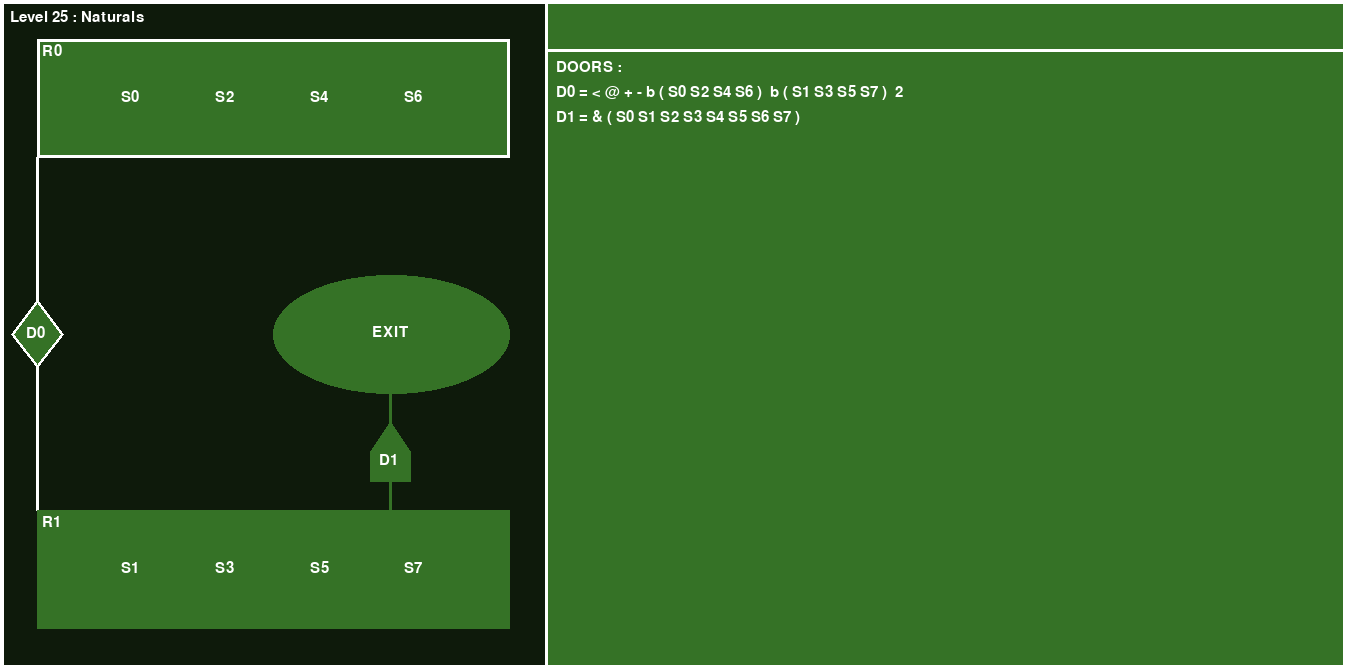 Level 25 : Naturals
R0
S0 S2 S4 S6
D0
EXIT
D1
R1
S1 S3 S5 S7
DOORS :
D0 = < @ + - b ( S0 S2 S4 S6 )  b ( S1 S3 S5 S7 )  2
D1 = & ( S0 S1 S2 S3 S4 S5 S6 S7 )